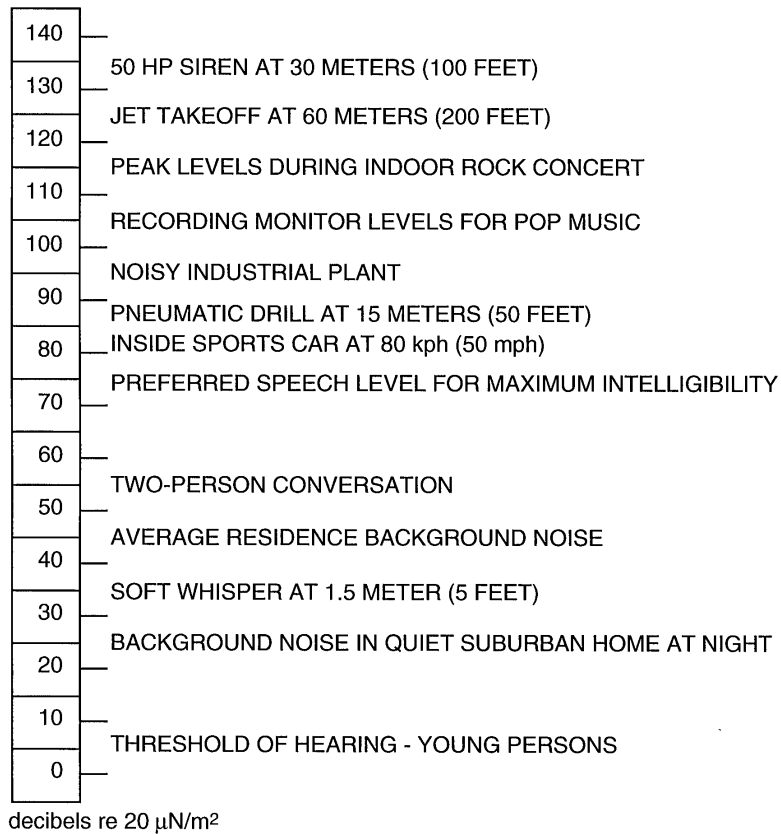 140
50 HP SIREN AT 30 METERS (100 FEET)
130
JET TAKEOFF AT 60 METERS (200 FEET)
120
PEAK LEVELS DURING INDOOR ROCK CONCERT
110
RECORDING MONITOR LEVELS FOR POP MUSIC
100
NOISY INDUSTRIAL PLANT
90
PNEUMATIC DRILL AT 15 METERS (50 FEET)
80
INSIDE SPORTS CAR AT 80 kph (50 mph)
PREFERRED SPEECH LEVEL FOR MAXIMUM INTELLIGIBILITY
70
60
TWO-PERSON CONVERSATION
50
AVERAGE RESIDENCE BACKGROUND NOISE
40
SOFT WHISPER AT 1.5 METER (5 FEET)
30
BACKGROUND NOISE IN QUIET SUBURBAN HOME AT NIGHT
20
10
THRESHOLD OF HEARING - YOUNG PERSONS
0
decibels re 20 μN/m²